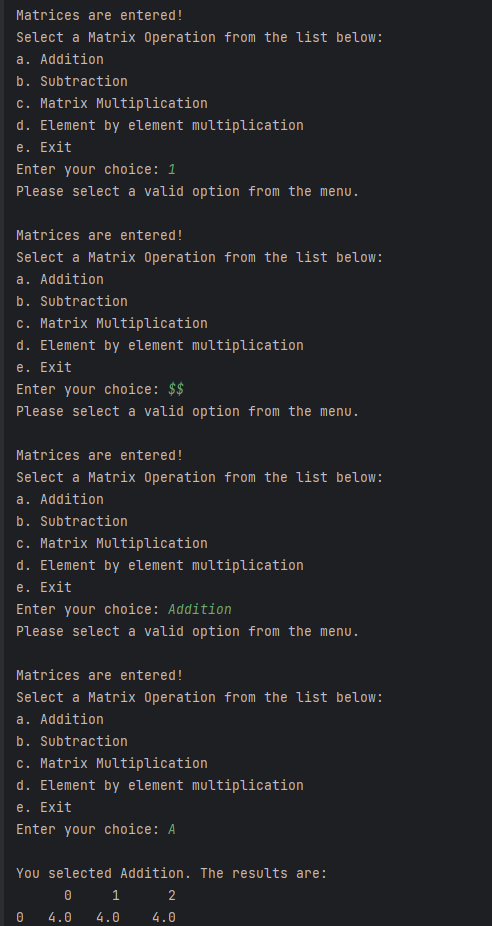 Matrices are entered!
Select a Matrix Operation from the list below:
a. Addition
b. Subtraction
c. Matrix Multiplication
d. Element by element multiplication
e. Exit
Enter your choice: 1
Please select a valid option from the menu.

Matrices are entered!
Select a Matrix Operation from the list below:
a. Addition
b. Subtraction
c. Matrix Multiplication
d. Element by element multiplication
e. Exit
Enter your choice: $$
Please select a valid option from the menu.

Matrices are entered!
Select a Matrix Operation from the list below:
a. Addition
b. Subtraction
c. Matrix Multiplication
d. Element by element multiplication
e. Exit
Enter your choice: Addition
Please select a valid option from the menu.

Matrices are entered!
Select a Matrix Operation from the list below:
a. Addition
b. Subtraction
c. Matrix Multiplication
d. Element by element multiplication
e. Exit
Enter your choice: A

You selected Addition. The results are:
      0     1      2
0   4.0   4.0    4.0